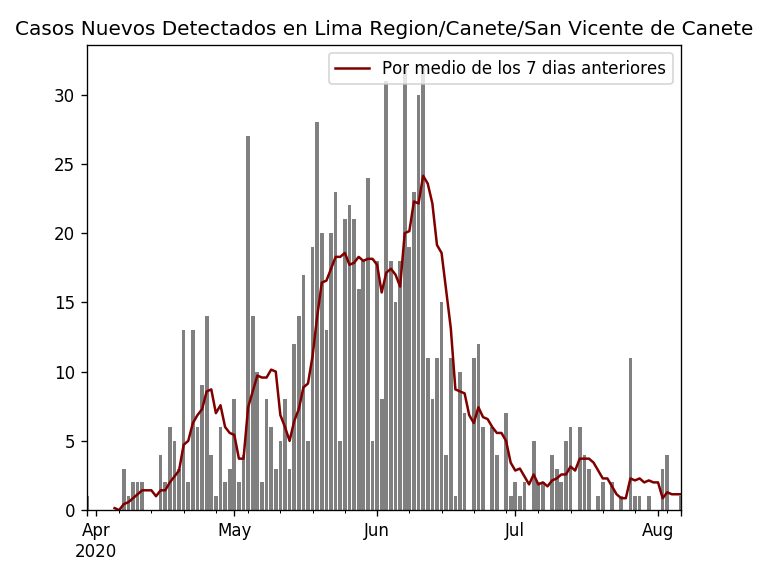 Casos Nuevos Detectados en Lima Region/Canete/San Vicente de Canete
Por medio de los 7 dias anteriores
30
25
20
15
10
5
0
Apr May Jun Jul Aug
2020